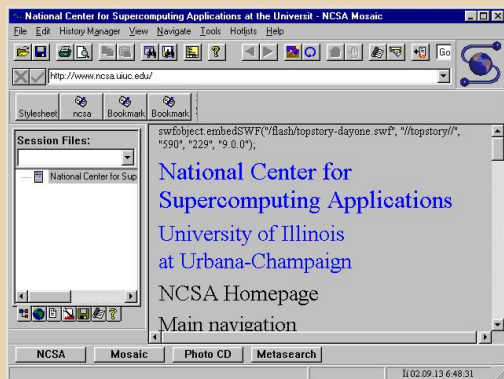 National Center for Supercomputing Applications at the Universit - NCSA Mosaic
File Edit History Manager View Navigate Tools Hotlists Help
Go
http://www.ncsa.uiuc.edu/
Stylesheet ncsa Bookmark Bookmark
Session Files:
National Center for Sup
swfobject.embedSWF("/flash/topstory-dayone.swf", "//topstory//",
"590", "229", "9.0.0");
National Center for
Supercomputing Applications
University of Illinois
at Urbana-Champaign
NCSA Homepage
Main navigation
NCSA Mosaic Photo CD Metasearch
02.09.13 6:48:31